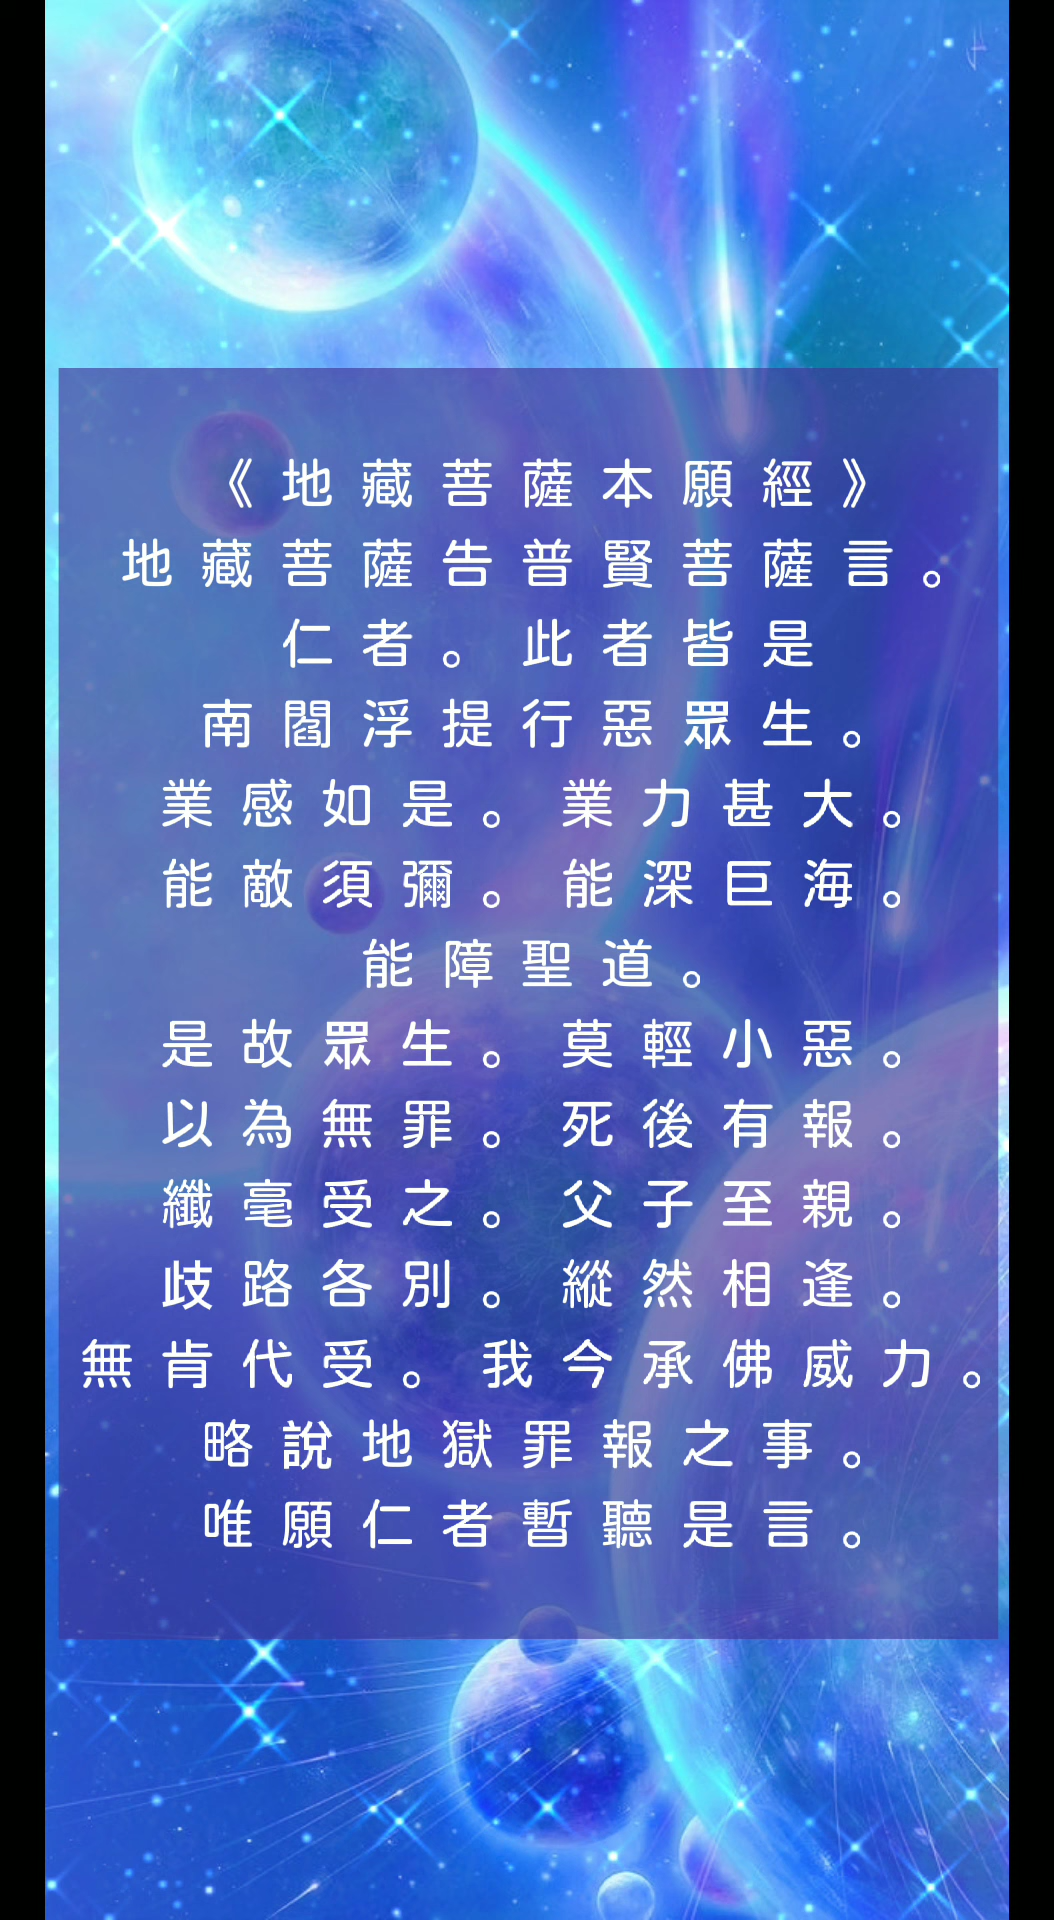 《地藏菩薩本願經》
地藏菩薩告普賢菩薩言。
仁者。此者皆是
南閻浮提行惡眾生。
業感如是。業力甚大。
能敵須彌。能深巨海。
能障聖道。
是故眾生。莫輕小惡。
以為無罪。死後有報。
纖毫受之。父子至親。
歧路各別。縱然相逢。
無肯代受。我今承佛威力。
略說地獄罪報之事。
唯願仁者暫聽是言。